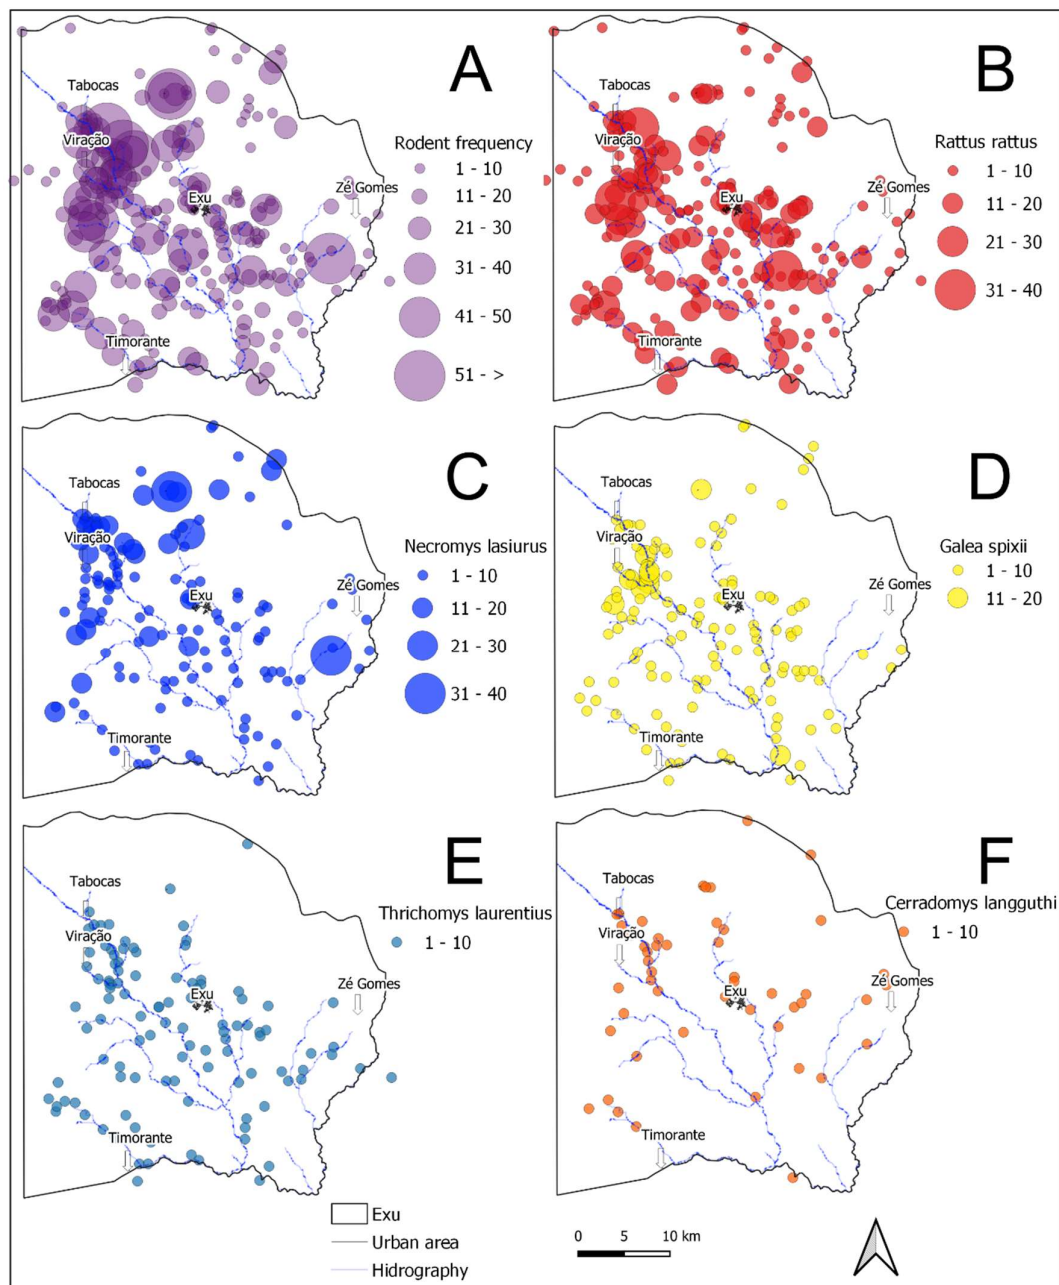 A
Tabocas
Viração
Exu
Zé Gomes
Timorante
Rodent frequency
1 - 10
11 - 20
21 - 30
31 - 40
41 - 50
51 - >
B
Tabocas
Viração
Exu
Zé Gomes
Timorante
Rattus rattus
1 - 10
11 - 20
21 - 30
31 - 40
C
Tabocas
Viração
Exu
Zé Gomes
Timorante
Necromys lasiurus
1 - 10
11 - 20
21 - 30
31 - 40
D
Tabocas
Viração
Exu
Zé Gomes
Timorante
Galea spixii
1 - 10
11 - 20
E
Tabocas
Viração
Exu
Zé Gomes
Timorante
Thrichomys laurentius
1 - 10
F
Tabocas
Viração
Exu
Zé Gomes
Timorante
Cerradomys langguthi
1 - 10
Exu
Urban area
Hydrography
0 5 10 km